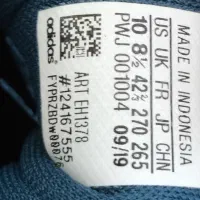 MADE IN INDONESIA
US UK FR JP CHN
10 8½ 42⅔ 270 265
PWJ 001004 09/19
ART EH1378
#124167555
adidas